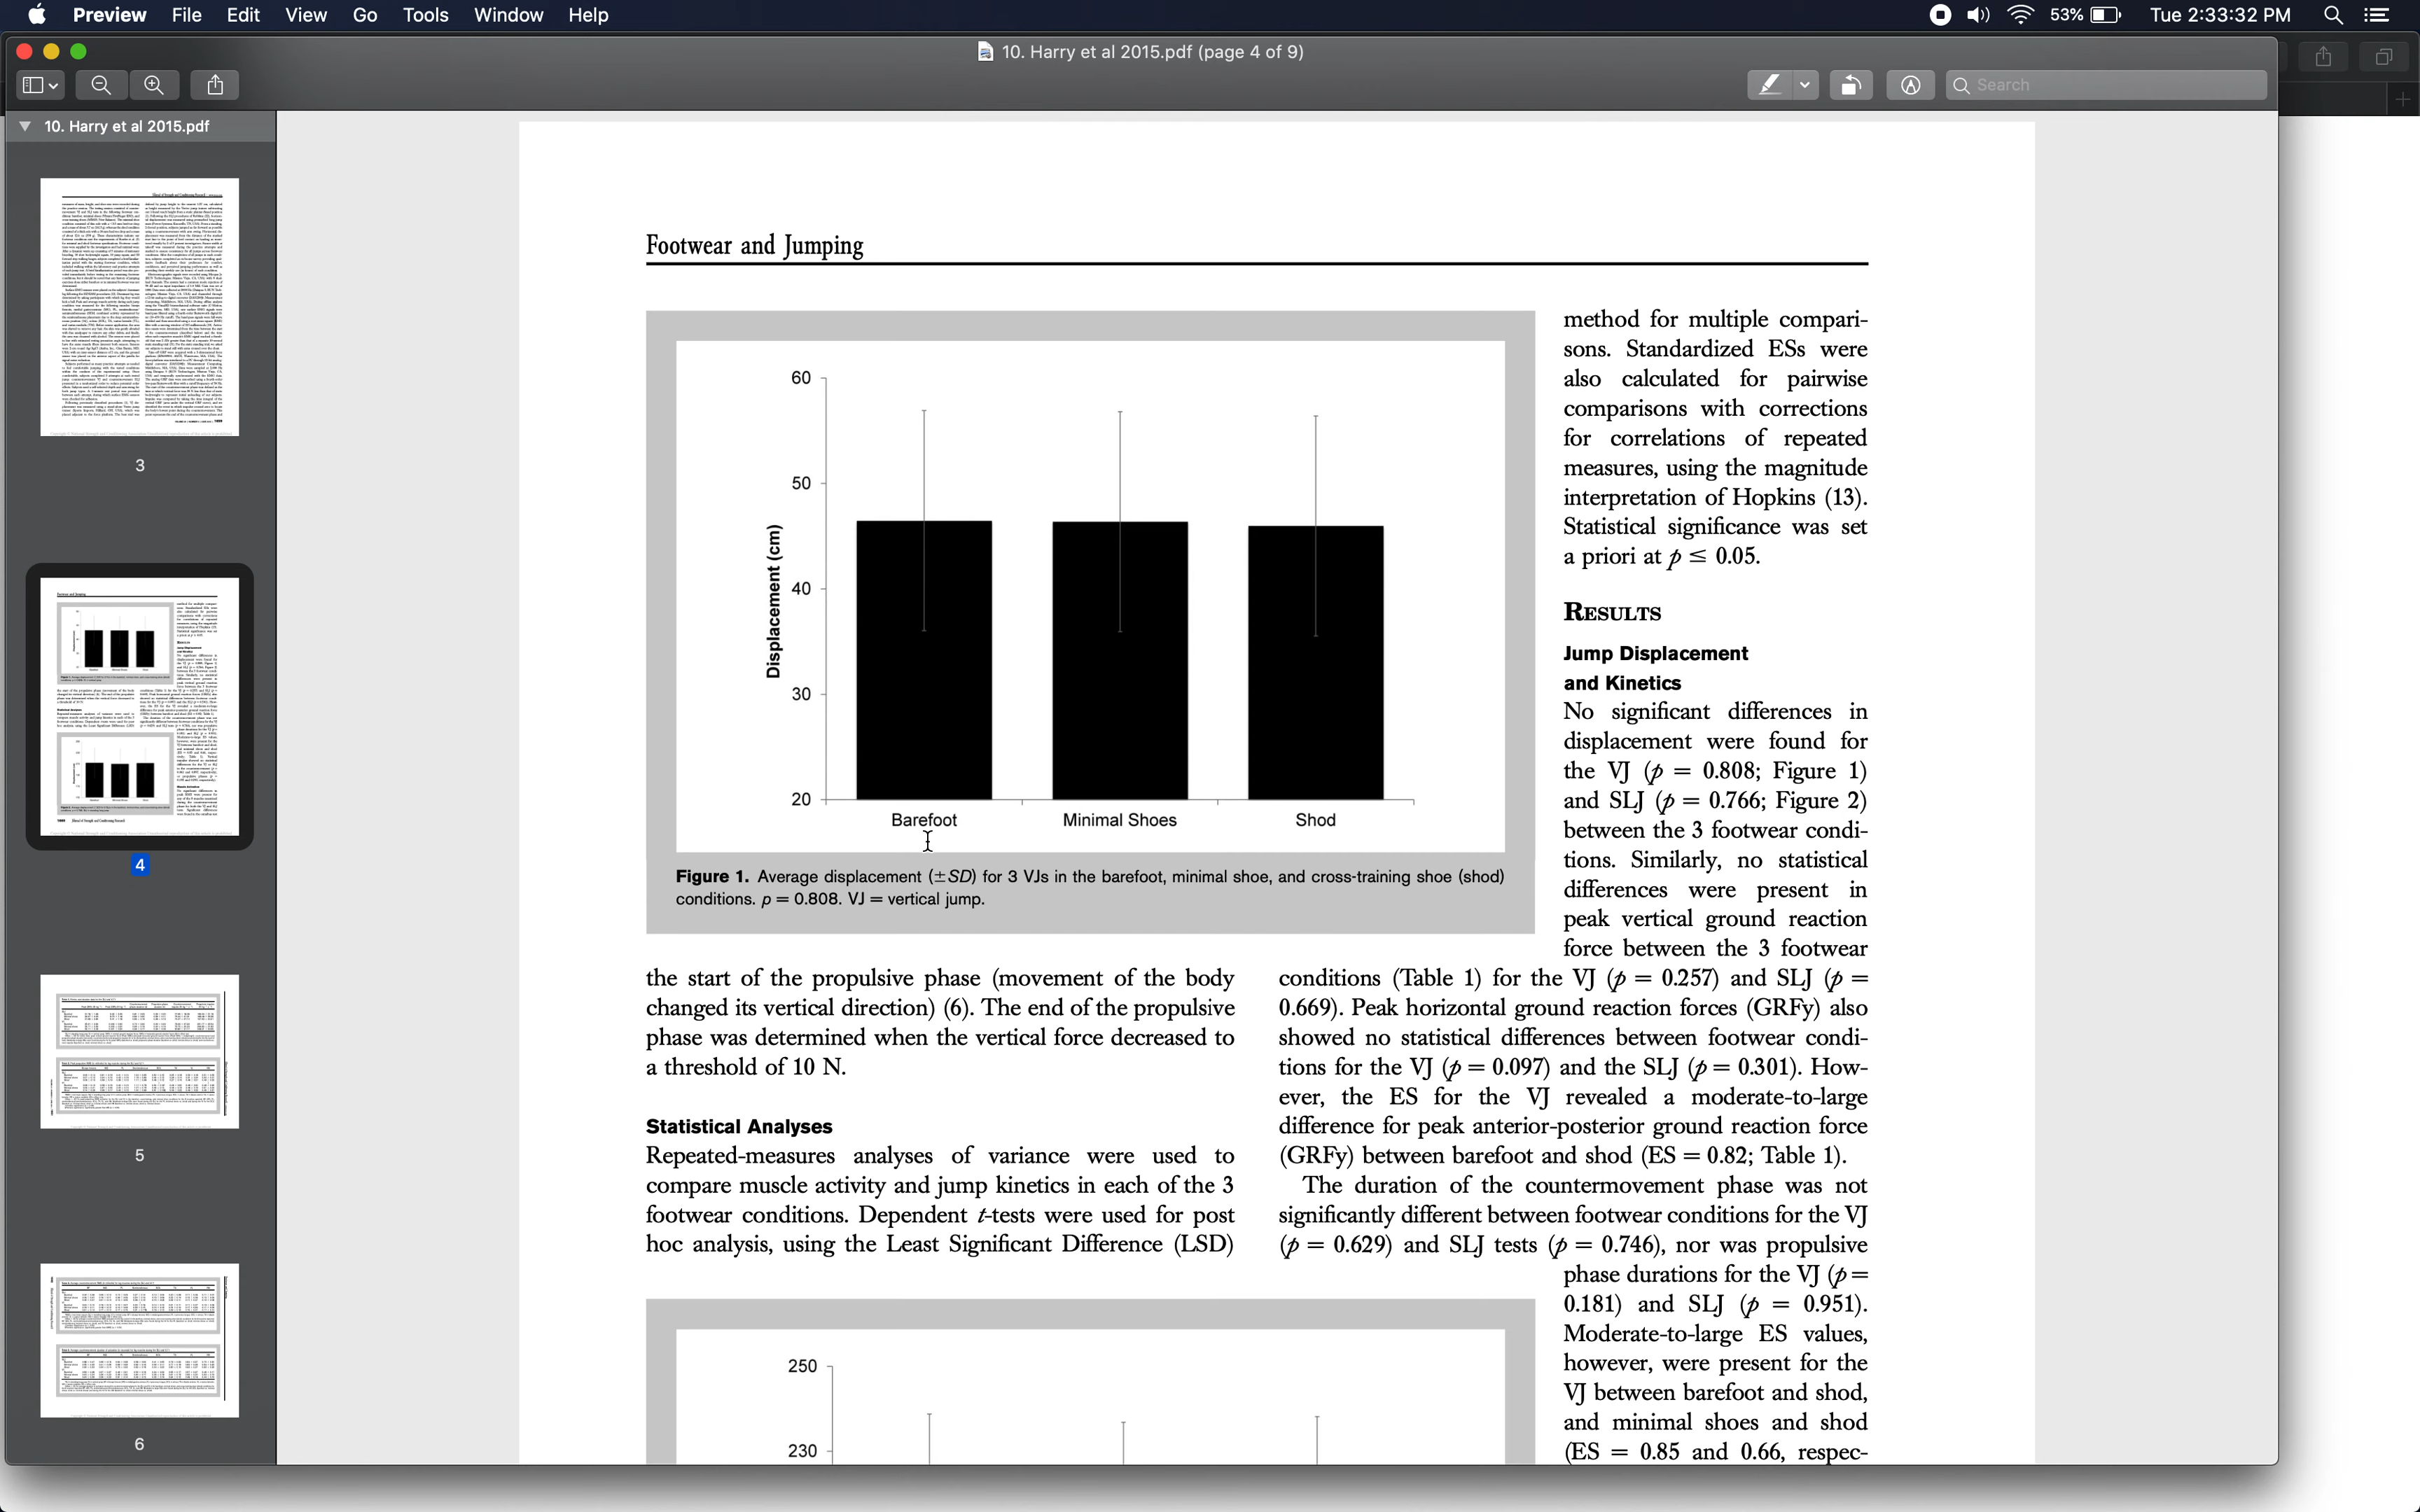 Preview File Edit View Go Tools Window Help
53% Tue 2:33:32 PM
10. Harry et al 2015.pdf (page 4 of 9)
Search
10. Harry et al 2015.pdf
3
4
5
6
Footwear and Jumping
60
50
40
30
20
Displacement (cm)
Barefoot Minimal Shoes Shod
Figure 1. Average displacement (±SD) for 3 VJs in the barefoot, minimal shoe, and cross-training shoe (shod)
conditions. p = 0.808. VJ = vertical jump.
the start of the propulsive phase (movement of the body
changed its vertical direction) (6). The end of the propulsive
phase was determined when the vertical force decreased to
a threshold of 10 N.
Statistical Analyses
Repeated-measures analyses of variance were used to
compare muscle activity and jump kinetics in each of the 3
footwear conditions. Dependent t-tests were used for post
hoc analysis, using the Least Significant Difference (LSD)
method for multiple compari-
sons. Standardized ESs were
also calculated for pairwise
comparisons with corrections
for correlations of repeated
measures, using the magnitude
interpretation of Hopkins (13).
Statistical significance was set
a priori at p ≤ 0.05.
RESULTS
Jump Displacement
and Kinetics
No significant differences in
displacement were found for
the VJ (p = 0.808; Figure 1)
and SLJ (p = 0.766; Figure 2)
between the 3 footwear condi-
tions. Similarly, no statistical
differences were present in
peak vertical ground reaction
force between the 3 footwear
conditions (Table 1) for the VJ (p = 0.257) and SLJ (p =
0.669). Peak horizontal ground reaction forces (GRFy) also
showed no statistical differences between footwear condi-
tions for the VJ (p = 0.097) and the SLJ (p = 0.301). How-
ever, the ES for the VJ revealed a moderate-to-large
difference for peak anterior-posterior ground reaction force
(GRFy) between barefoot and shod (ES = 0.82; Table 1).
The duration of the countermovement phase was not
significantly different between footwear conditions for the VJ
(p = 0.629) and SLJ tests (p = 0.746), nor was propulsive
phase durations for the VJ (p =
0.181) and SLJ (p = 0.951).
Moderate-to-large ES values,
however, were present for the
VJ between barefoot and shod,
and minimal shoes and shod
(ES = 0.85 and 0.66, respec-
250
230